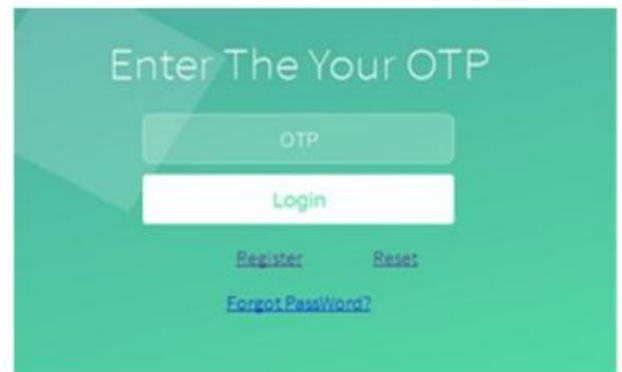 Enter The Your OTP
OTP
Login
Register Reset
Forgot PassWord?